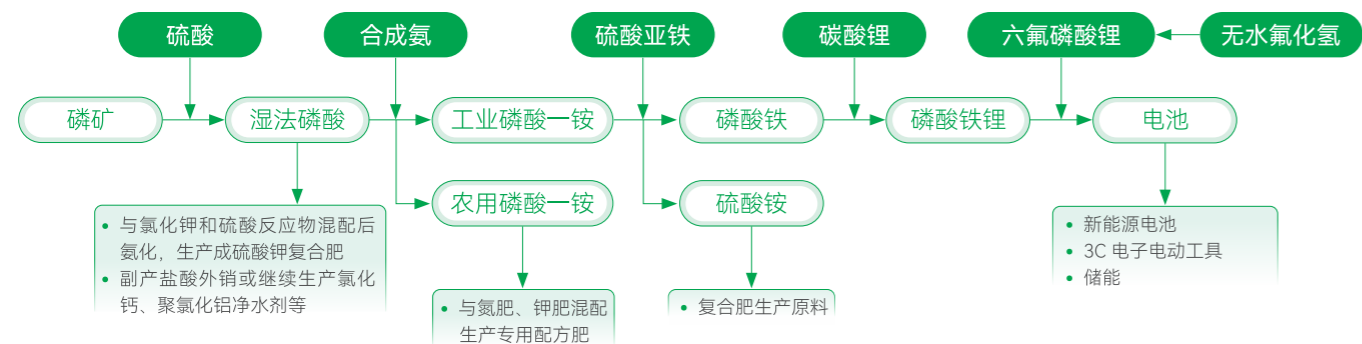 硫酸
合成氨
硫酸亚铁
碳酸锂
六氟磷酸锂
无水氟化氢
磷矿
湿法磷酸
工业磷酸一铵
磷酸铁
磷酸铁锂
电池
农用磷酸一铵
硫酸铵
• 与氯化钾和硫酸反应物混配后
氨化，生产成硫酸钾复合肥
• 副产盐酸外销或继续生产氯化
钙、聚氯化铝净水剂等
• 与氮肥、钾肥混配
生产专用配方肥
• 复合肥生产原料
• 新能源电池
• 3C 电子电动工具
• 储能